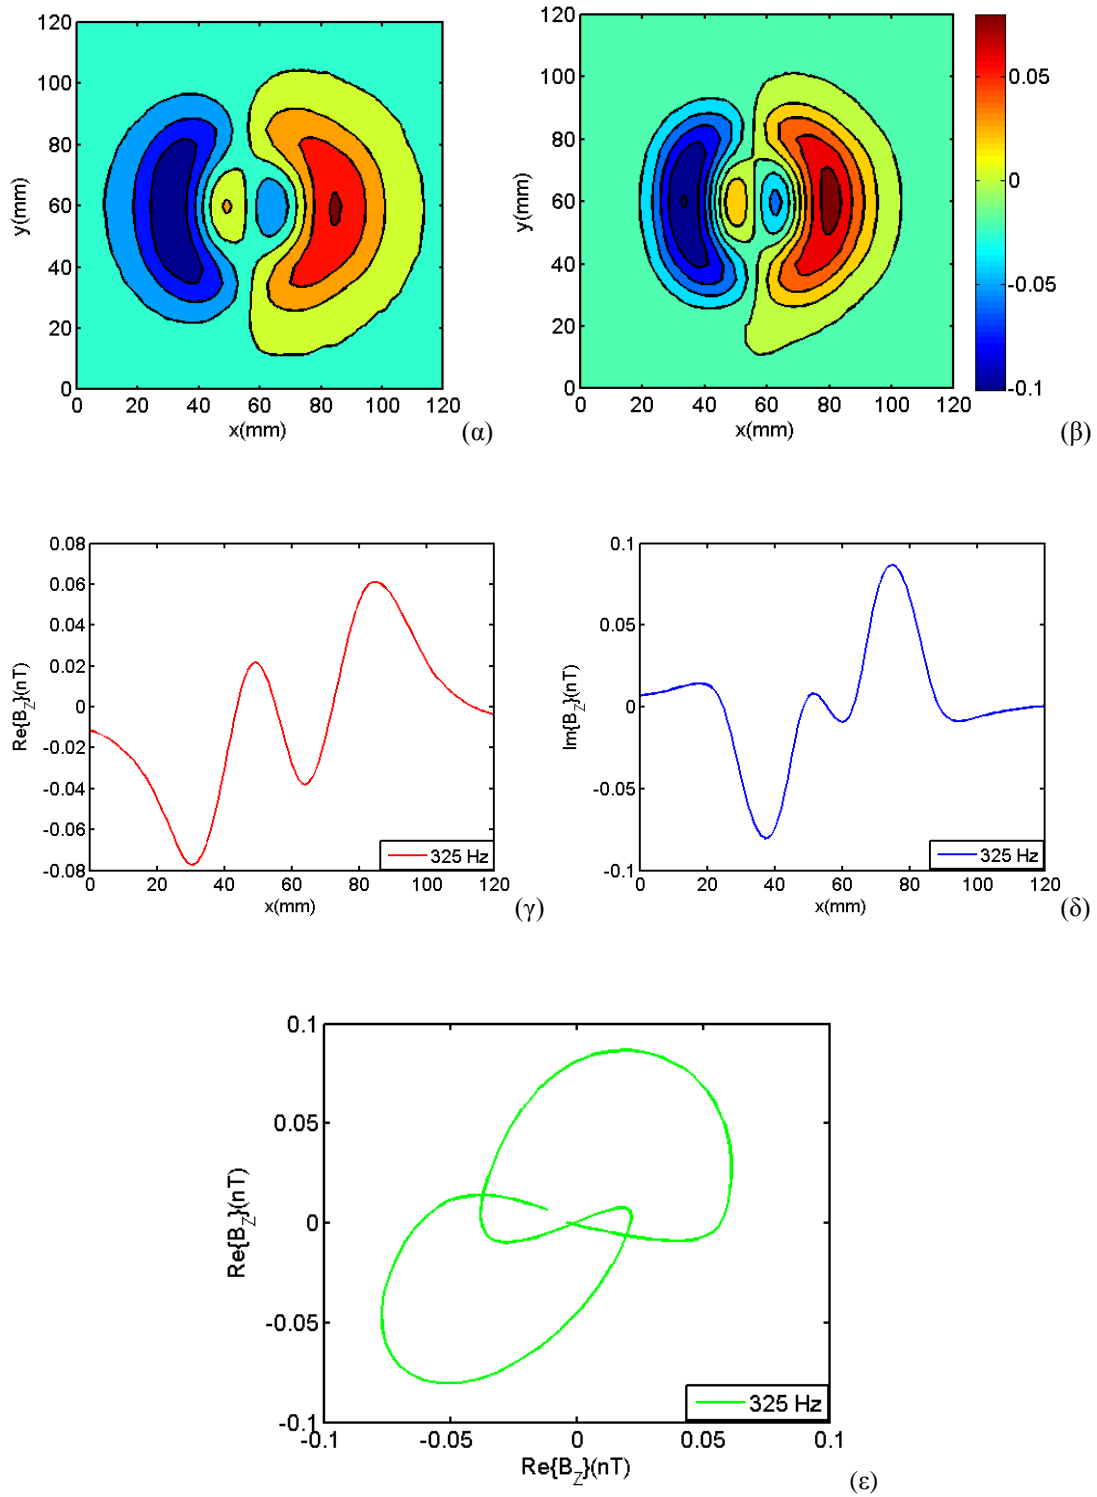 120
100
80
60
40
20
0
y(mm)
0 20 40 60 80 100 120
x(mm)
(α)
120
100
80
60
40
20
0
y(mm)
0 20 40 60 80 100 120
x(mm)
0.05
0
-0.05
-0.1
(β)
0.08
0.06
0.04
0.02
0
-0.02
-0.04
-0.06
-0.08
Re{B_Z}(nT)
0 20 40 60 80 100 120
x(mm)
325 Hz
(γ)
0.1
0.05
0
-0.05
-0.1
Im{B_Z}(nT)
0 20 40 60 80 100 120
x(mm)
325 Hz
(δ)
0.1
0.05
0
-0.05
-0.1
Re{B_Z}(nT)
-0.1 -0.05 0 0.05 0.1
Re{B_Z}(nT)
325 Hz
(ε)